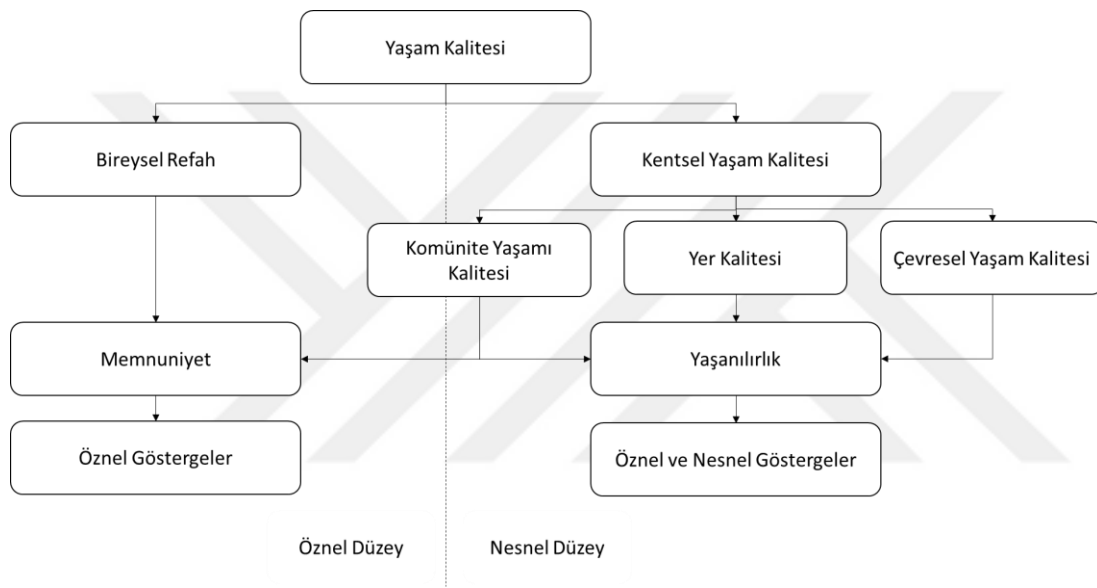 Yaşam Kalitesi
Bireysel Refah
Kentsel Yaşam Kalitesi
Komünite Yaşamı
Kalitesi
Yer Kalitesi
Çevresel Yaşam Kalitesi
Memnuniyet
Yaşanılırlık
Öznel Göstergeler
Öznel ve Nesnel Göstergeler
Öznel Düzey
Nesnel Düzey